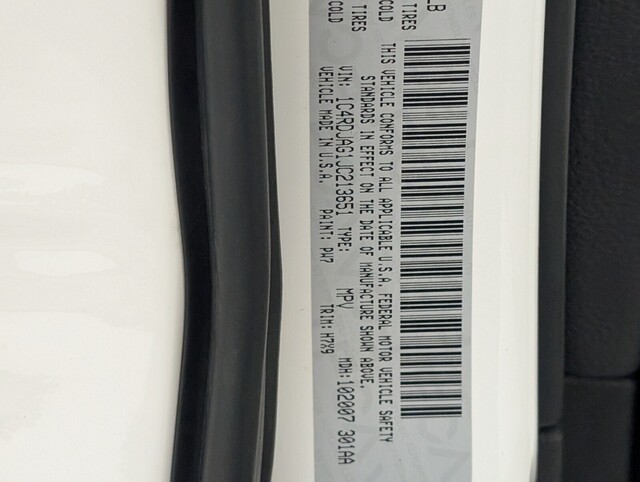 LB
TIRES COLD
TIRES COLD
THIS VEHICLE CONFORMS TO ALL APPLICABLE U.S.A. FEDERAL MOTOR VEHICLE SAFETY
STANDARDS IN EFFECT ON THE DATE OF MANUFACTURE SHOWN ABOVE.
VIN: 1C4RDJAG1JC213651 TYPE: MPV MDH: 102007 301AA
VEHICLE MADE IN U.S.A. PAINT: PW7 TRIM: H7X9